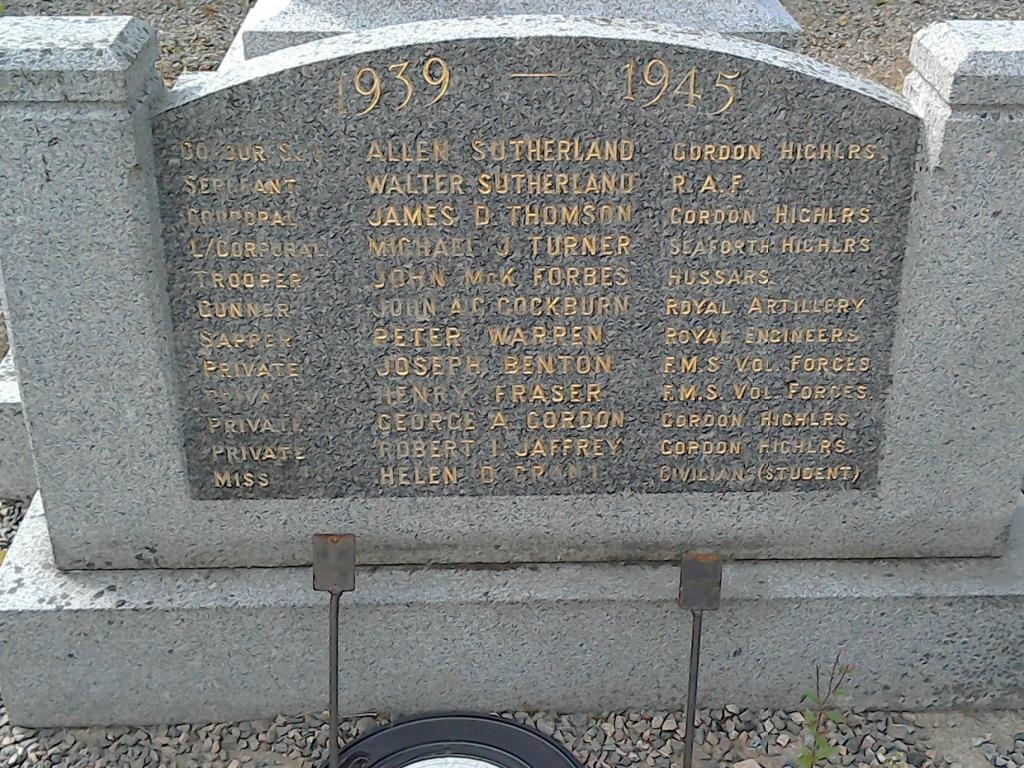 1939 — 1945
COLOUR SGT ALLEN SUTHERLAND GORDON HIGHLRS.
SERGEANT WALTER SUTHERLAND R.A.F.
CORPORAL JAMES D. THOMSON GORDON HIGHLRS.
L/CORPORAL MICHAEL J. TURNER SEAFORTH HIGHLRS
TROOPER JOHN McK FORBES HUSSARS.
GUNNER JOHN A.C. COCKBURN ROYAL ARTILLERY
SAPPER PETER WARREN ROYAL ENGINEERS
PRIVATE JOSEPH BENTON F.M.S. VOL. FORCES
PRIVATE HENRY FRASER F.M.S. VOL. FORCES.
PRIVATE GEORGE A. GORDON GORDON HIGHLRS.
PRIVATE ROBERT I. JAFFREY GORDON HIGHLRS.
MISS HELEN D. GRANT CIVILIAN (STUDENT)